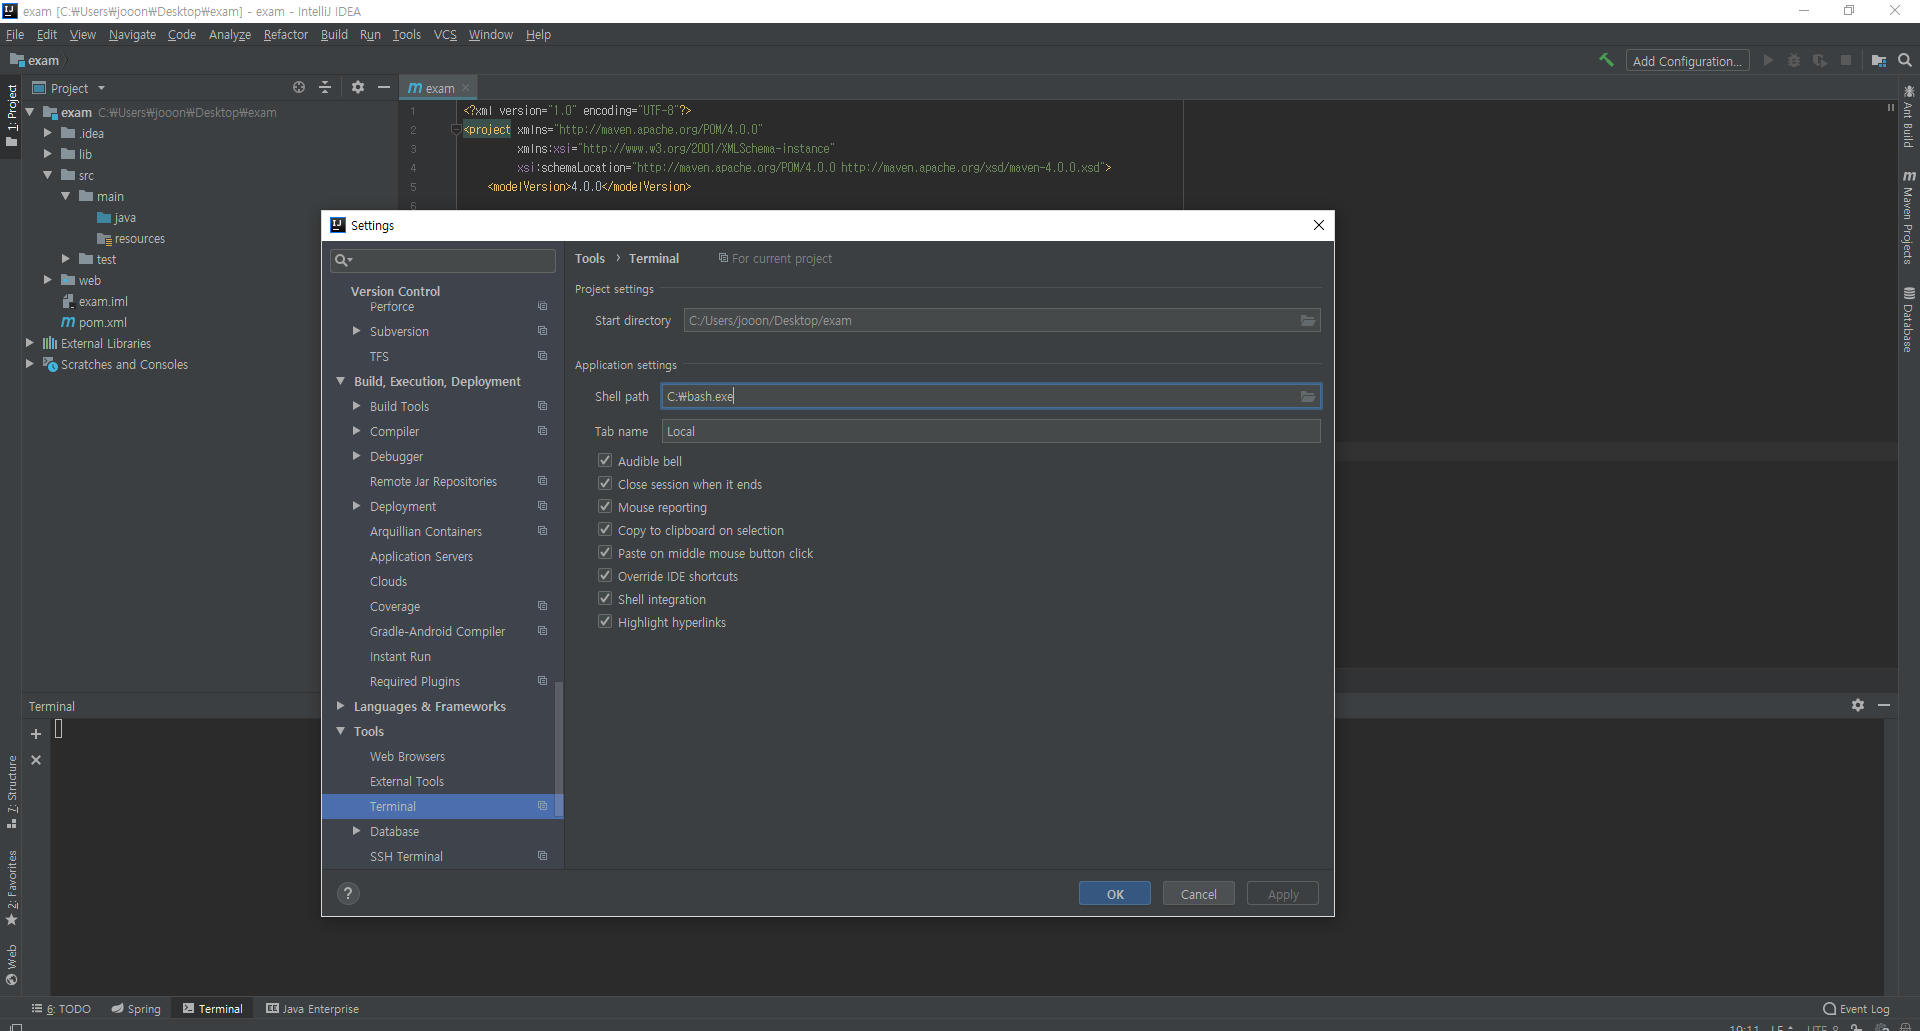 exam [C:₩Users₩jooon₩Desktop₩exam] - exam - IntelliJ IDEA
File Edit View Navigate Code Analyze Refactor Build Run Tools VCS Window Help
exam
Add Configuration...
1: Project
Project
exam
exam C:₩Users₩jooon₩Desktop₩exam
.idea
lib
src
main
java
resources
test
web
exam.iml
pom.xml
External Libraries
Scratches and Consoles
1 <?xml version="1.0" encoding="UTF-8"?>
2 <project xmlns="http://maven.apache.org/POM/4.0.0"
3 xmlns:xsi="http://www.w3.org/2001/XMLSchema-instance"
4 xsi:schemaLocation="http://maven.apache.org/POM/4.0.0 http://maven.apache.org/xsd/maven-4.0.0.xsd">
5 <modelVersion>4.0.0</modelVersion>
6
Ant Build
Maven Projects
Database
Settings
Version Control
Perforce
Subversion
TFS
Build, Execution, Deployment
Build Tools
Compiler
Debugger
Remote Jar Repositories
Deployment
Arquillian Containers
Application Servers
Clouds
Coverage
Gradle-Android Compiler
Instant Run
Required Plugins
Languages & Frameworks
Tools
Web Browsers
External Tools
Terminal
Database
SSH Terminal
Tools › Terminal For current project
Project settings
Start directory C:/Users/jooon/Desktop/exam
Application settings
Shell path C:₩bash.exe
Tab name Local
Audible bell
Close session when it ends
Mouse reporting
Copy to clipboard on selection
Paste on middle mouse button click
Override IDE shortcuts
Shell integration
Highlight hyperlinks
?
OK Cancel Apply
Terminal
7: Structure
2: Favorites
Web
6: TODO Spring Terminal Java Enterprise
Event Log